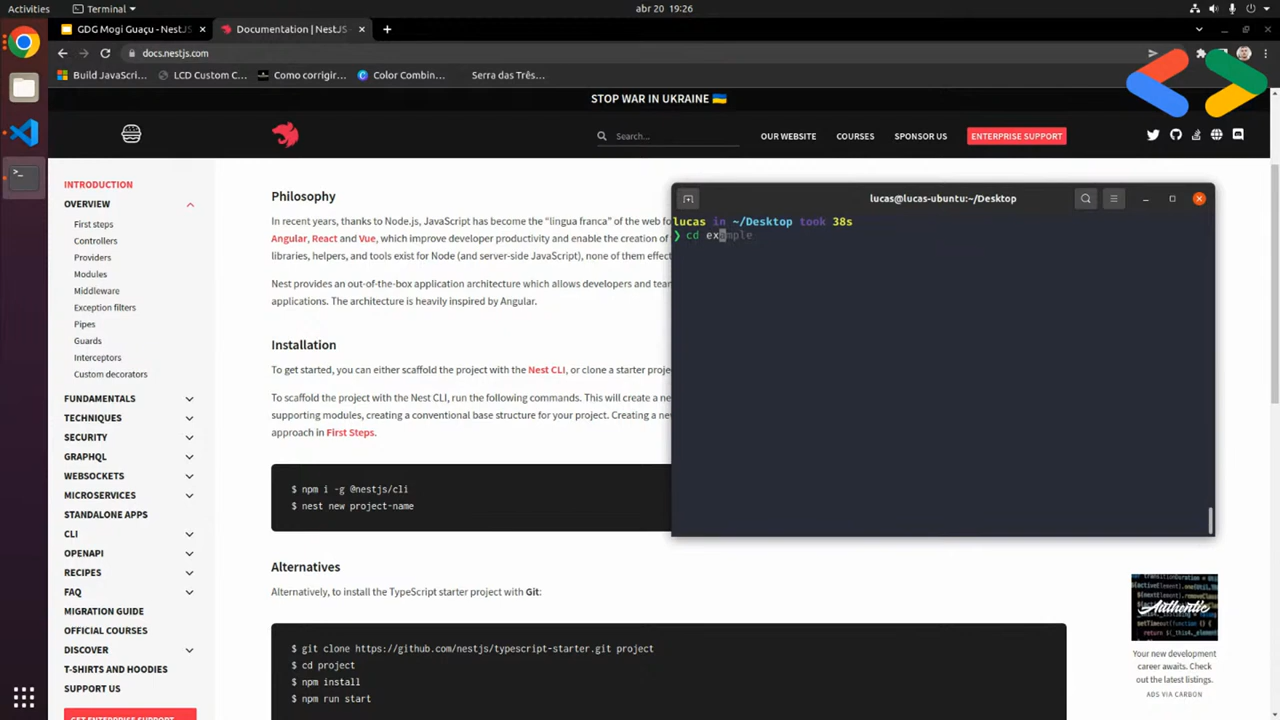 Activities
Terminal
abr 20 19:26
GDG Mogi Guaçu - NestJS
Documentation | NestJS -
docs.nestjs.com
Build JavaScri...
LCD Custom C...
Como corrigir...
Color Combin...
Serra das Três...
STOP WAR IN UKRAINE 🇺🇦
Search...
OUR WEBSITE
COURSES
SPONSOR US
ENTERPRISE SUPPORT
INTRODUCTION
OVERVIEW
First steps
Controllers
Providers
Modules
Middleware
Exception filters
Pipes
Guards
Interceptors
Custom decorators
FUNDAMENTALS
TECHNIQUES
SECURITY
GRAPHQL
WEBSOCKETS
MICROSERVICES
STANDALONE APPS
CLI
OPENAPI
RECIPES
FAQ
MIGRATION GUIDE
OFFICIAL COURSES
DISCOVER
T-SHIRTS AND HOODIES
SUPPORT US
Philosophy
In recent years, thanks to Node.js, JavaScript has become the “lingua franca” of the web fo
Angular, React and Vue, which improve developer productivity and enable the creation of
libraries, helpers, and tools exist for Node (and server-side JavaScript), none of them effect
Nest provides an out-of-the-box application architecture which allows developers and tea
applications. The architecture is heavily inspired by Angular.
Installation
To get started, you can either scaffold the project with the Nest CLI, or clone a starter proje
To scaffold the project with the Nest CLI, run the following commands. This will create a ne
supporting modules, creating a conventional base structure for your project. Creating a new
approach in First Steps.
$ npm i -g @nestjs/cli
$ nest new project-name
Alternatives
Alternatively, to install the TypeScript starter project with Git:
$ git clone https://github.com/nestjs/typescript-starter.git project
$ cd project
$ npm install
$ npm run start
lucas@lucas-ubuntu:~/Desktop
lucas in ~/Desktop took 38s
❯ cd example
Authentic
Your new development
career awaits. Check
out the latest listings.
ADS VIA CARBON